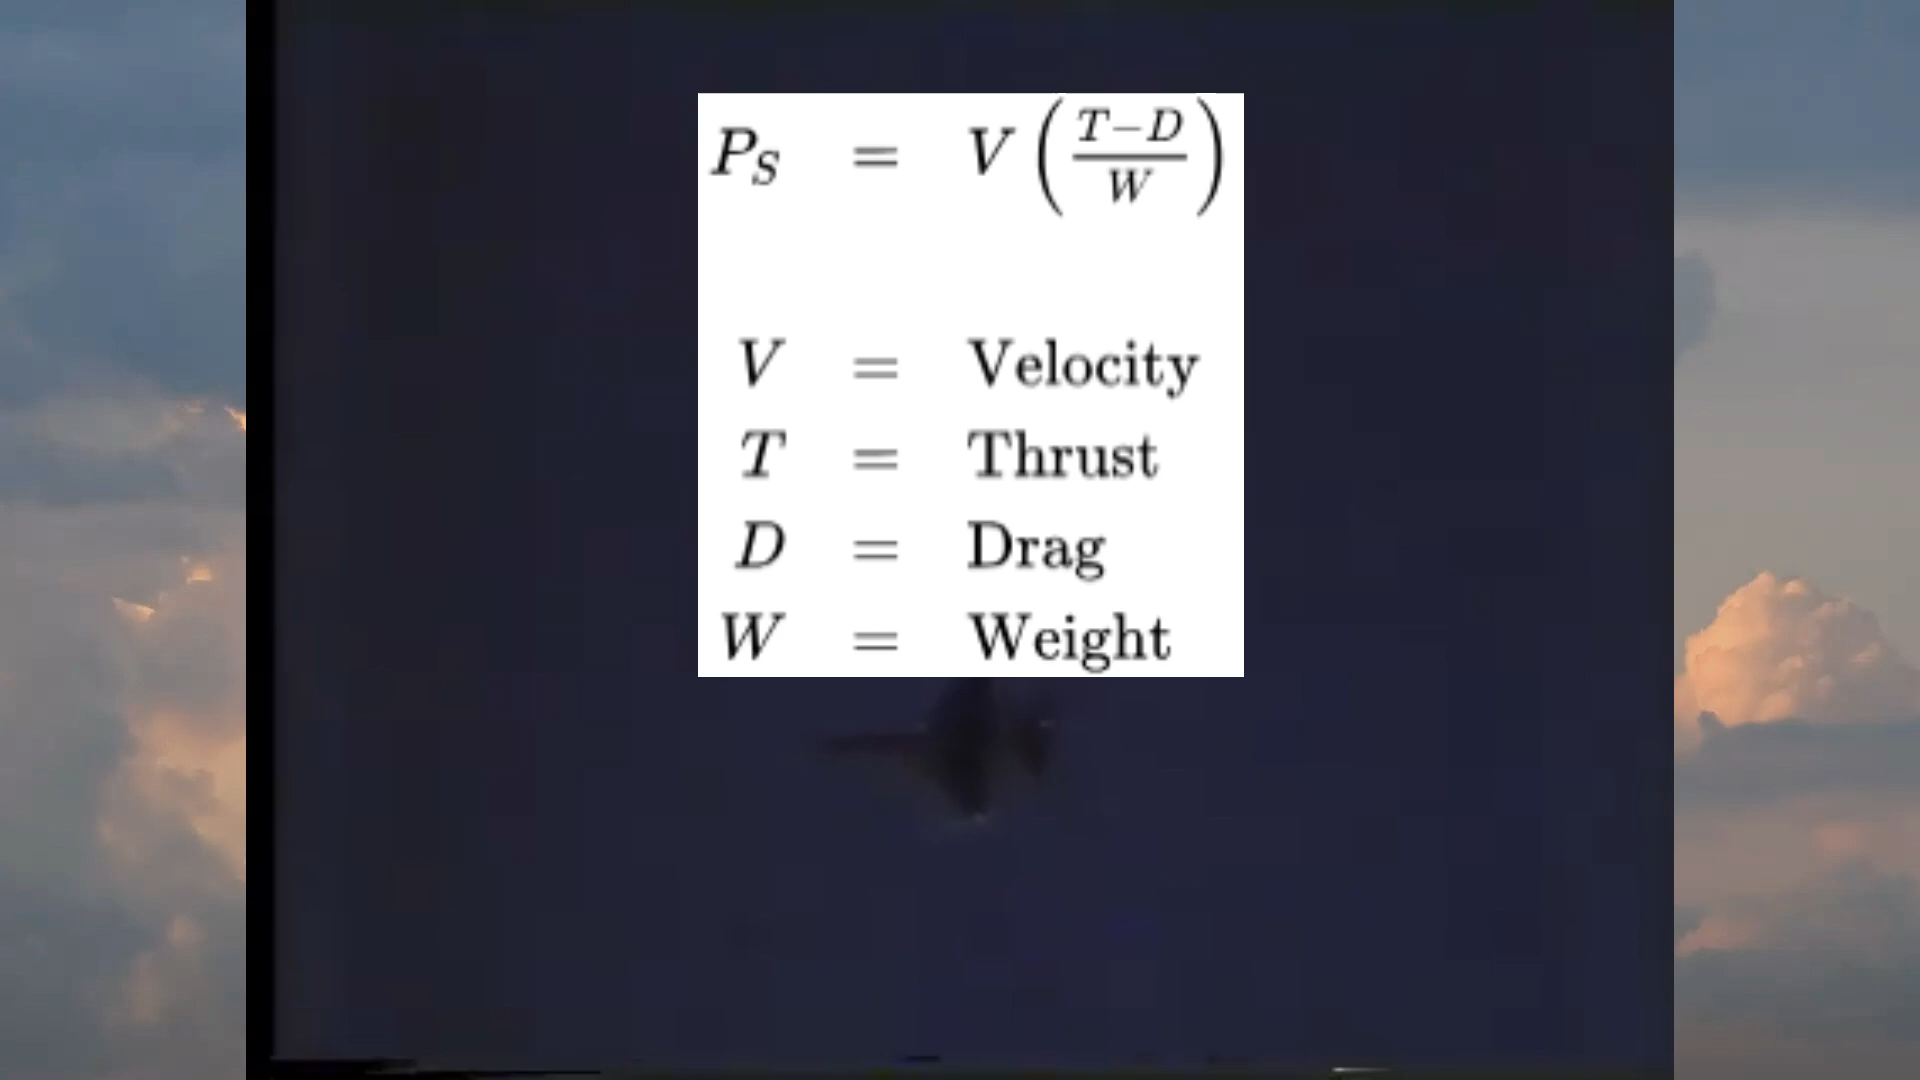 P_S = V (T−D / W)
V = Velocity
T = Thrust
D = Drag
W = Weight